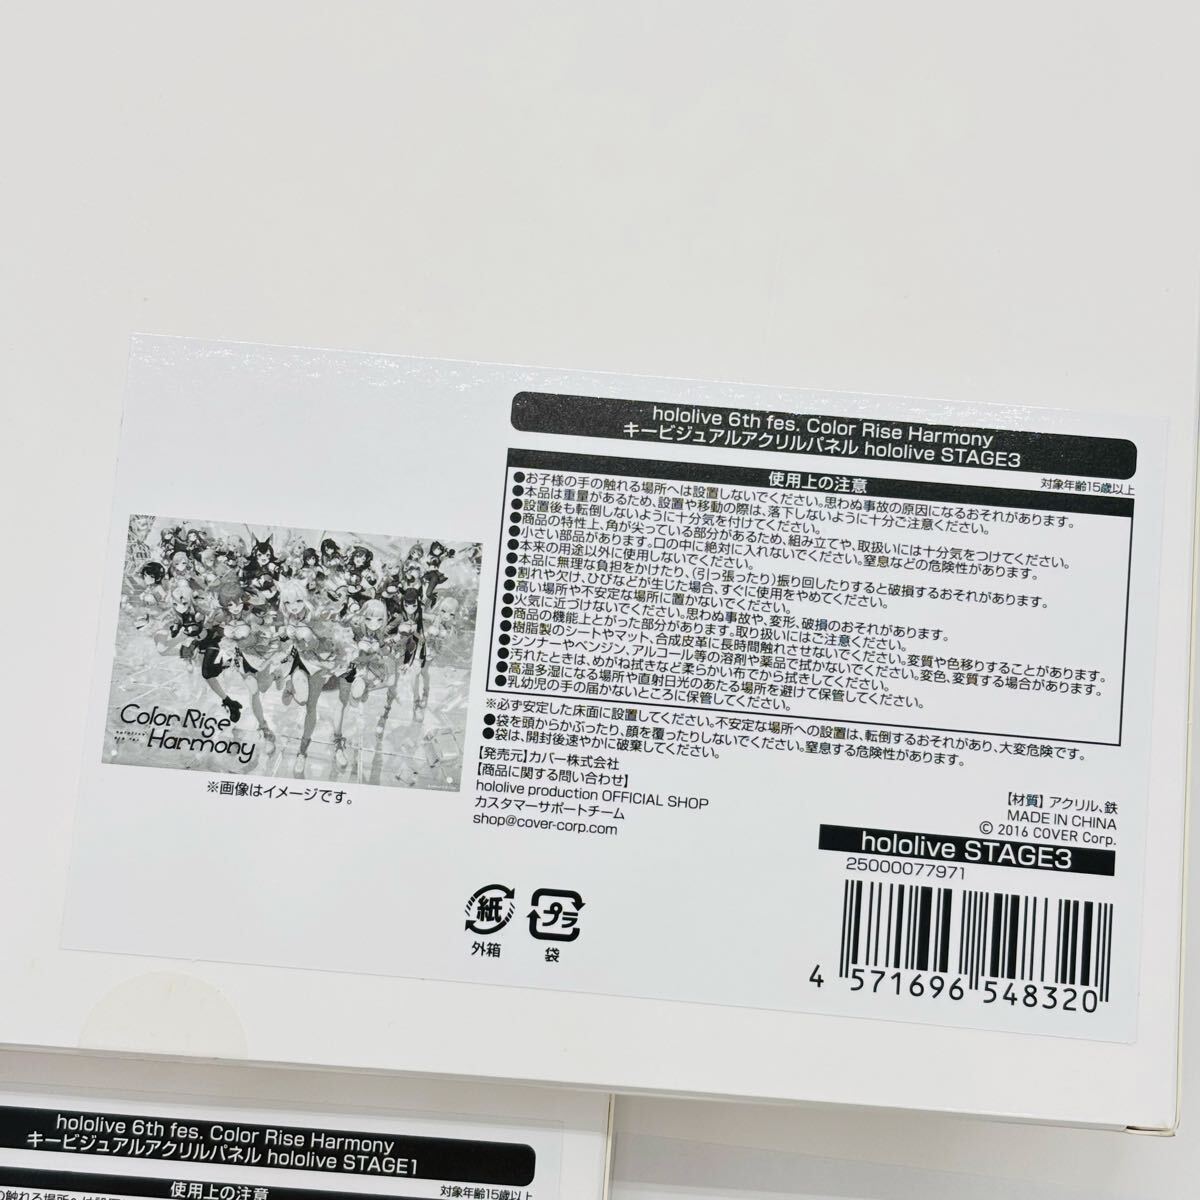 hololive 6th fes. Color Rise Harmony
キービジュアルアクリルパネル hololive STAGE3
使用上の注意
対象年齢15歳以上
●お子様の手の触れる場所へは設置しないでください。思わぬ事故の原因になるおそれがあります。
●本品は重量があるため、設置や移動の際は、落下しないように十分ご注意ください。
●設置後も転倒しないように十分気を付けてください。
●商品の特性上、角が尖っている部分があるため、組み立てや、取扱いには十分気をつけてください。
●小さい部品があります。口の中に絶対に入れないでください。窒息などの危険性があります。
●本来の用途以外に使用しないでください。
●本品に無理な負担をかけたり、(引っ張ったり)振り回したりすると破損するおそれがあります。
●割れや欠け、ひびなどが生じた場合、すぐに使用をやめてください。
●高い場所や不安定な場所に置かないでください。
●火気に近づけないでください。思わぬ事故や、変形、破損のおそれがあります。
●商品の機能上とがった部分があります。取り扱いにはご注意ください。
●樹脂製のシートやマット、合成皮革に長時間触れさせないでください。変質や色移りすることがあります。
●シンナーやベンジン、アルコール等の溶剤や薬品で拭かないでください。変色、変質する場合があります。
●汚れたときは、めがね拭きなど柔らかい布でから拭きしてください。
●高温多湿になる場所や直射日光のあたる場所を避けて保管してください。
●乳幼児の手の届かないところに保管してください。
※必ず安定した床面に設置してください。不安定な場所への設置は、転倒するおそれがあり、大変危険です。
●袋を頭からかぶったり、顔を覆ったりしないでください。窒息する危険性があります。
●袋は、開封後速やかに破棄してください。
【発売元】カバー株式会社
【商品に関する問い合わせ】
hololive production OFFICIAL SHOP
カスタマーサポートチーム
shop@cover-corp.com
Color Rise
Harmony
※画像はイメージです。
【材質】アクリル、鉄
MADE IN CHINA
© 2016 COVER Corp.
hololive STAGE3
25000077971
紙
外箱
プラ
袋
4 571696 548320
hololive 6th fes. Color Rise Harmony
キービジュアルアクリルパネル hololive STAGE1
使用上の注意
対象年齢15歳以上